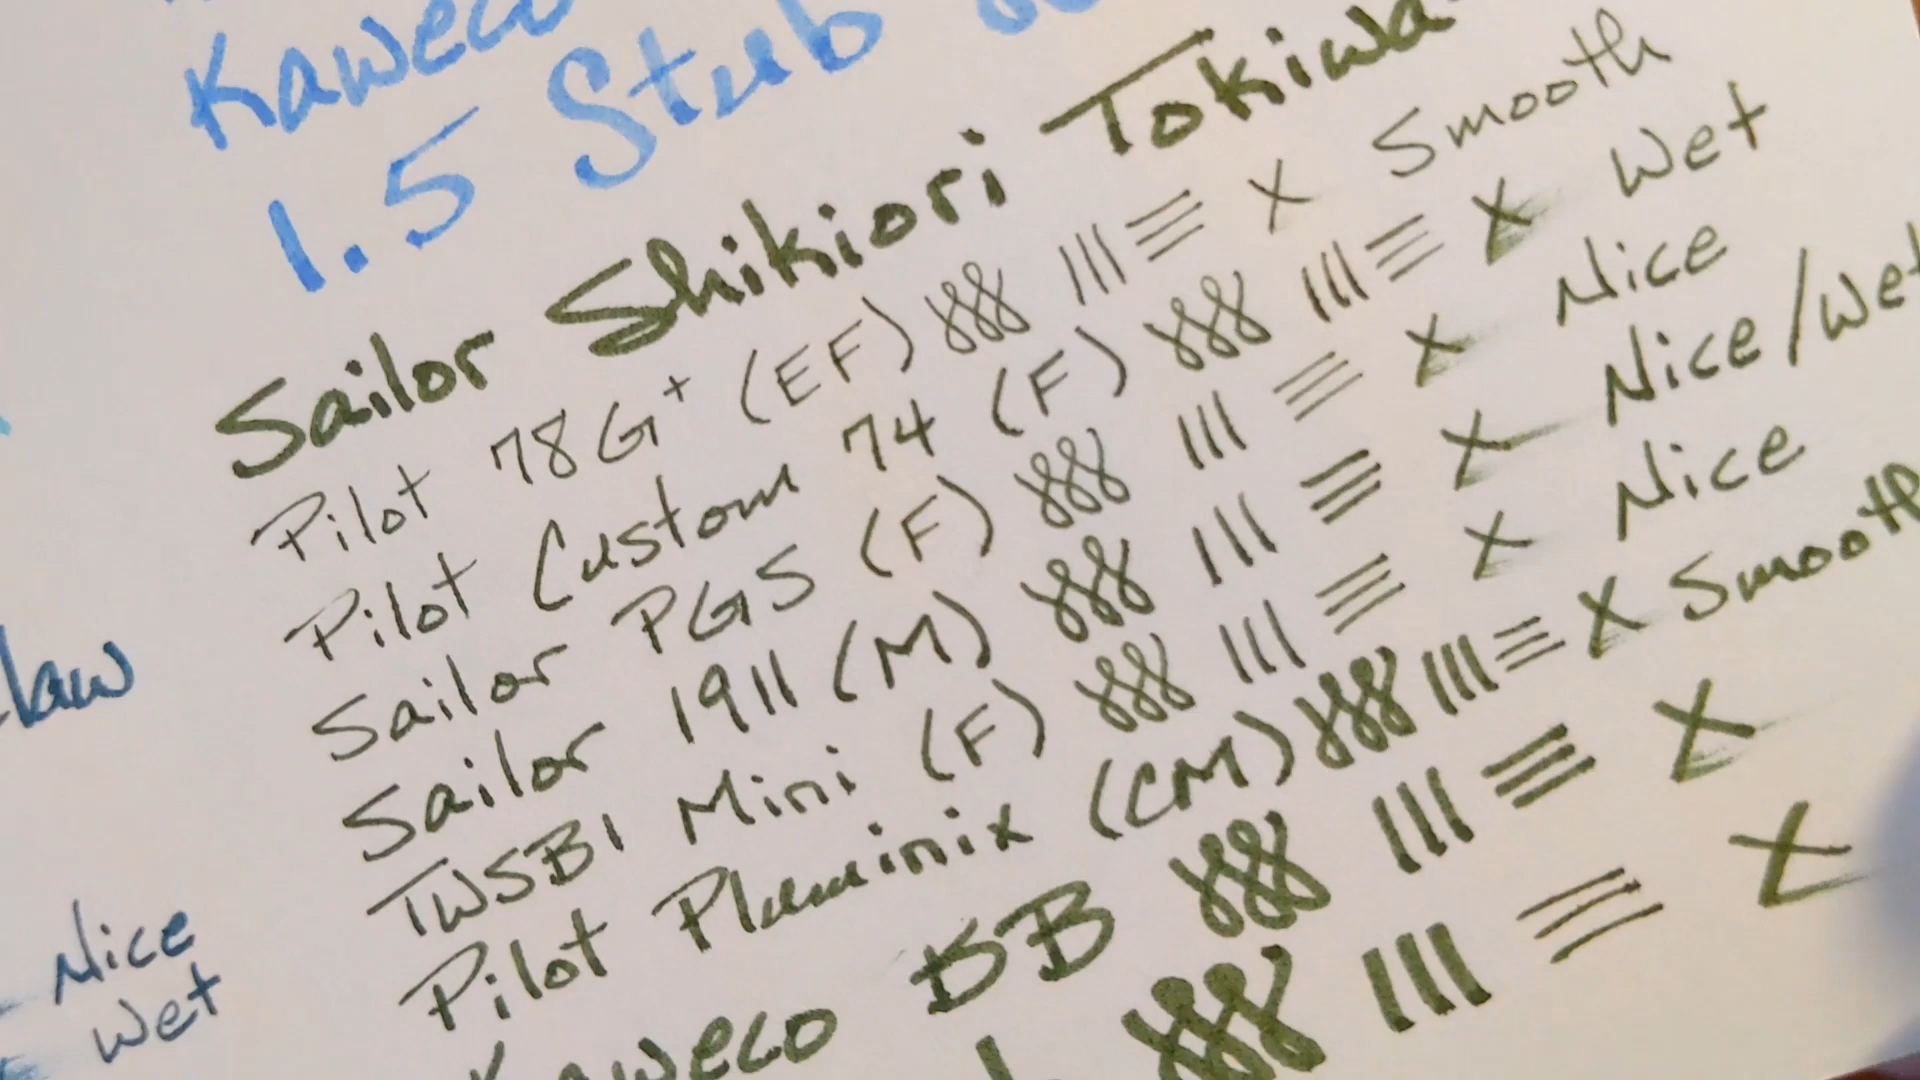 Kaweco
1.5 Stub
Sailor Shikiori Tokiwa
Pilot 78G+ (EF) Smooth
Pilot Custom 74 (F) X Wet
Sailor PGS (F) X Nice
Sailor 1911 (M) X Nice/Wet
TWSBI Mini (F) X Nice
Pilot Pluminix (CM) X Smooth
Kaweco BB X
Nice
Wet